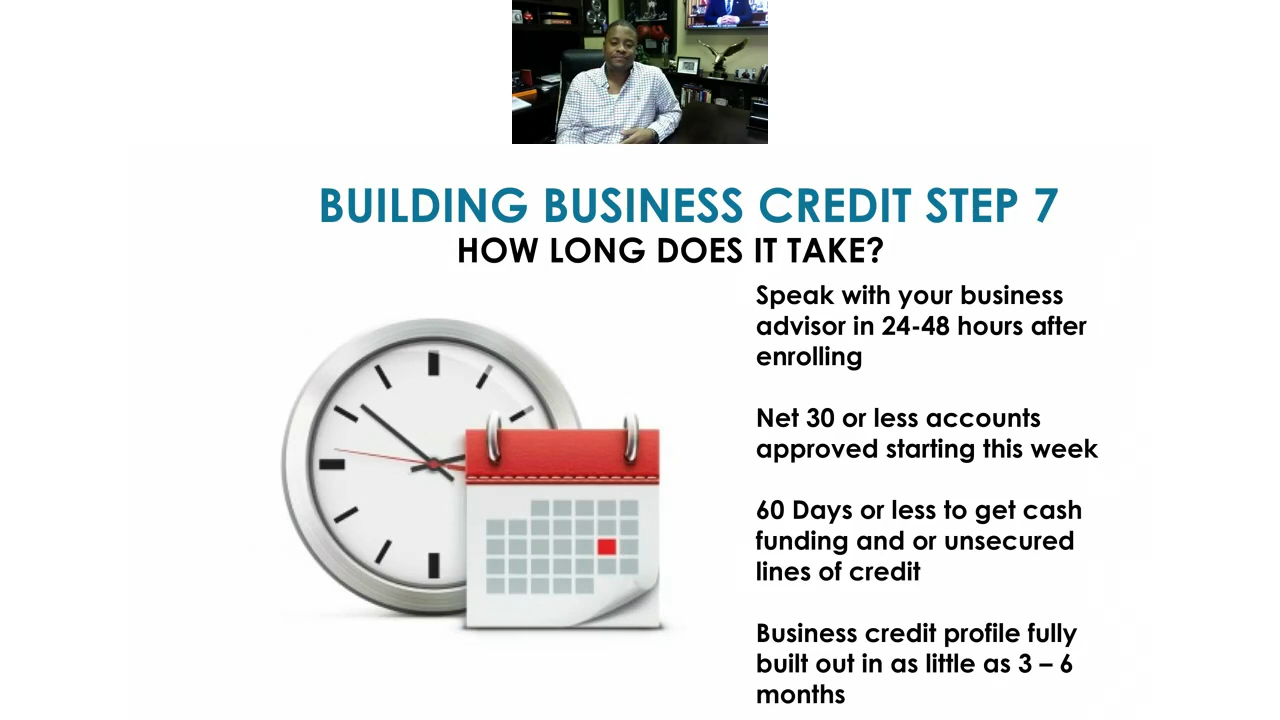 BUILDING BUSINESS CREDIT STEP 7
HOW LONG DOES IT TAKE?
Speak with your business
advisor in 24-48 hours after
enrolling
Net 30 or less accounts
approved starting this week
60 Days or less to get cash
funding and or unsecured
lines of credit
Business credit profile fully
built out in as little as 3 – 6
months